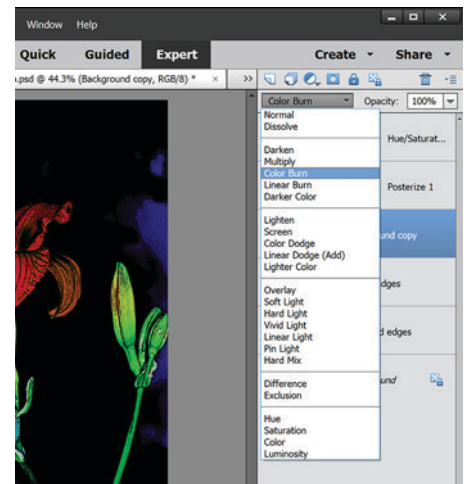 Window Help
Quick Guided Expert Create Share
.psd @ 44.3% (Background copy, RGB/8) * × >>
Color Burn Opacity: 100%
Normal
Dissolve
Hue/Saturat...
Darken
Multiply
Color Burn
Linear Burn
Darker Color
Posterize 1
Lighten
Screen
Color Dodge
Linear Dodge (Add)
Lighter Color
copy
Overlay
Soft Light
Hard Light
Vivid Light
Linear Light
Pin Light
Hard Mix
edges
Difference
Exclusion
Hue
Saturation
Color
Luminosity